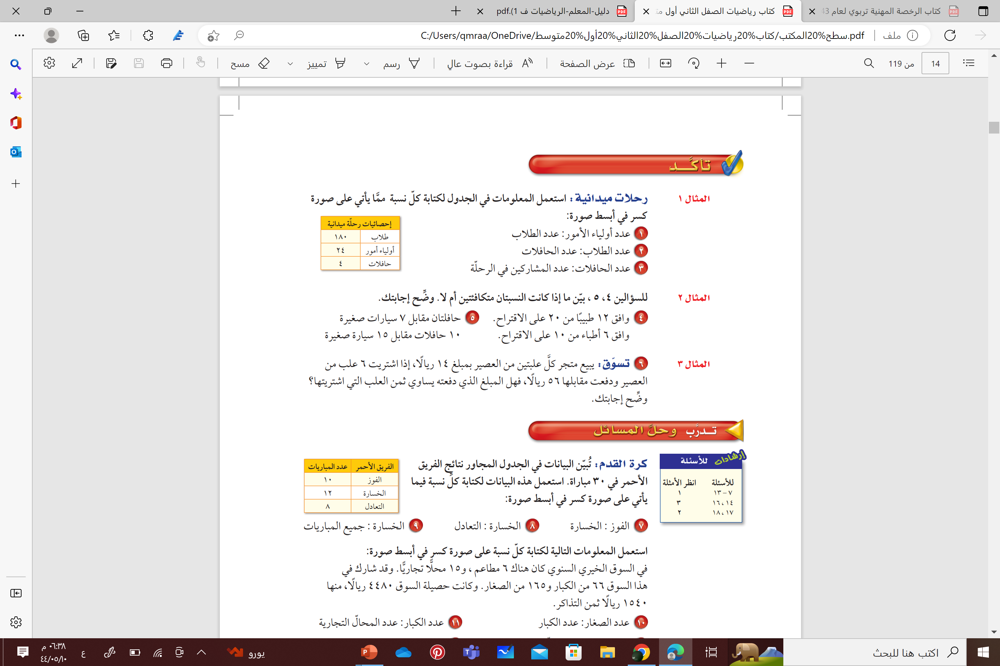 كتاب الرخصة المهنية تربوي لعام 43
كتاب رياضيات الصفل الثاني أول مت
دليل-المعلم-الرياضيات ف 1).pdf
ملف
C:/Users/qmraa/OneDrive/سطح%20المكتب/كتاب%20رياضيات%20الصفل%20الثاني%20أول%20متوسط.pdf
14
من 119
عرض الصفحة
قراءة بصوت عالٍ
رسم
تمييز
مسح
تأكَّد
المثال ١
رحلات ميدانية : استعمل المعلومات في الجدول لكتابة كلّ نسبة ممَّا يأتي على صورة
كسر في أبسط صورة:
١ عدد أولياء الأمور: عدد الطلاب
٢ عدد الطلاب: عدد الحافلات
٣ عدد الحافلات: عدد المشاركين في الرحلّة
إحصائيات رحلّة ميدانية
طلاب ١٨٠
أولياء أمور ٢٤
حافلات ٤
المثال ٢
للسؤالين ٤، ٥ ، بيّن ما إذا كانت النسبتان متكافئتين أم لا. وضِّح إجابتك.
٤ وافق ١٢ طبيبًا من ٢٠ على الاقتراح.
وافق ٦ أطباء من ١٠ على الاقتراح.
٥ حافلتان مقابل ٧ سيارات صغيرة
١٠ حافلات مقابل ١٥ سيارة صغيرة
المثال ٣
٦ تسوّق : يبيع متجر كلَّ علبتين من العصير بمبلغ ١٤ ريالًا، إذا اشتريت ٦ علب من
العصير ودفعت مقابلها ٥٦ ريالًا، فهل المبلغ الذي دفعته يساوي ثمن العلب التي اشتريتها؟
وضِّح إجابتك.
تـدرَّب وحلَّ المسائل
إرشادات للأسئلة
للأسئلة انظر الأمثلة
٧ – ١٣ ١
١٤، ١٦ ٣
١٧، ١٨ ٢
كرة القدم : تُبيّن البيانات في الجدول المجاور نتائج الفريق
الأحمر في ٣٠ مباراة. استعمل هذه البيانات لكتابة كلِّ نسبة فيما
يأتي على صورة كسر في أبسط صورة:
الفريق الأحمر عدد المباريات
الفوز ١٠
الخسارة ١٢
التعادل ٨
٧ الفوز : الخسارة
٨ الخسارة : التعادل
٩ الخسارة : جميع المباريات
استعمل المعلومات التالية لكتابة كلّ نسبة على صورة كسر في أبسط صورة:
في السوق الخيري السنوي كان هناك ٦ مطاعم ، و١٥ محلًّا تجاريًّا. وقد شارك في
هذا السوق ٦٦ من الكبار و١٦٥ من الصغار. وكانت حصيلة السوق ٤٤٨٠ ريالًا، منها
١٥٤٠ ريالًا ثمن التذاكر.
١٠ عدد الصغار: عدد الكبار
١١ عدد الكبار: عدد المحالّ التجارية
اكتب هنا للبحث
يورو
ع
٠٦:٣٨ م
٤٤/٠٥/١٠